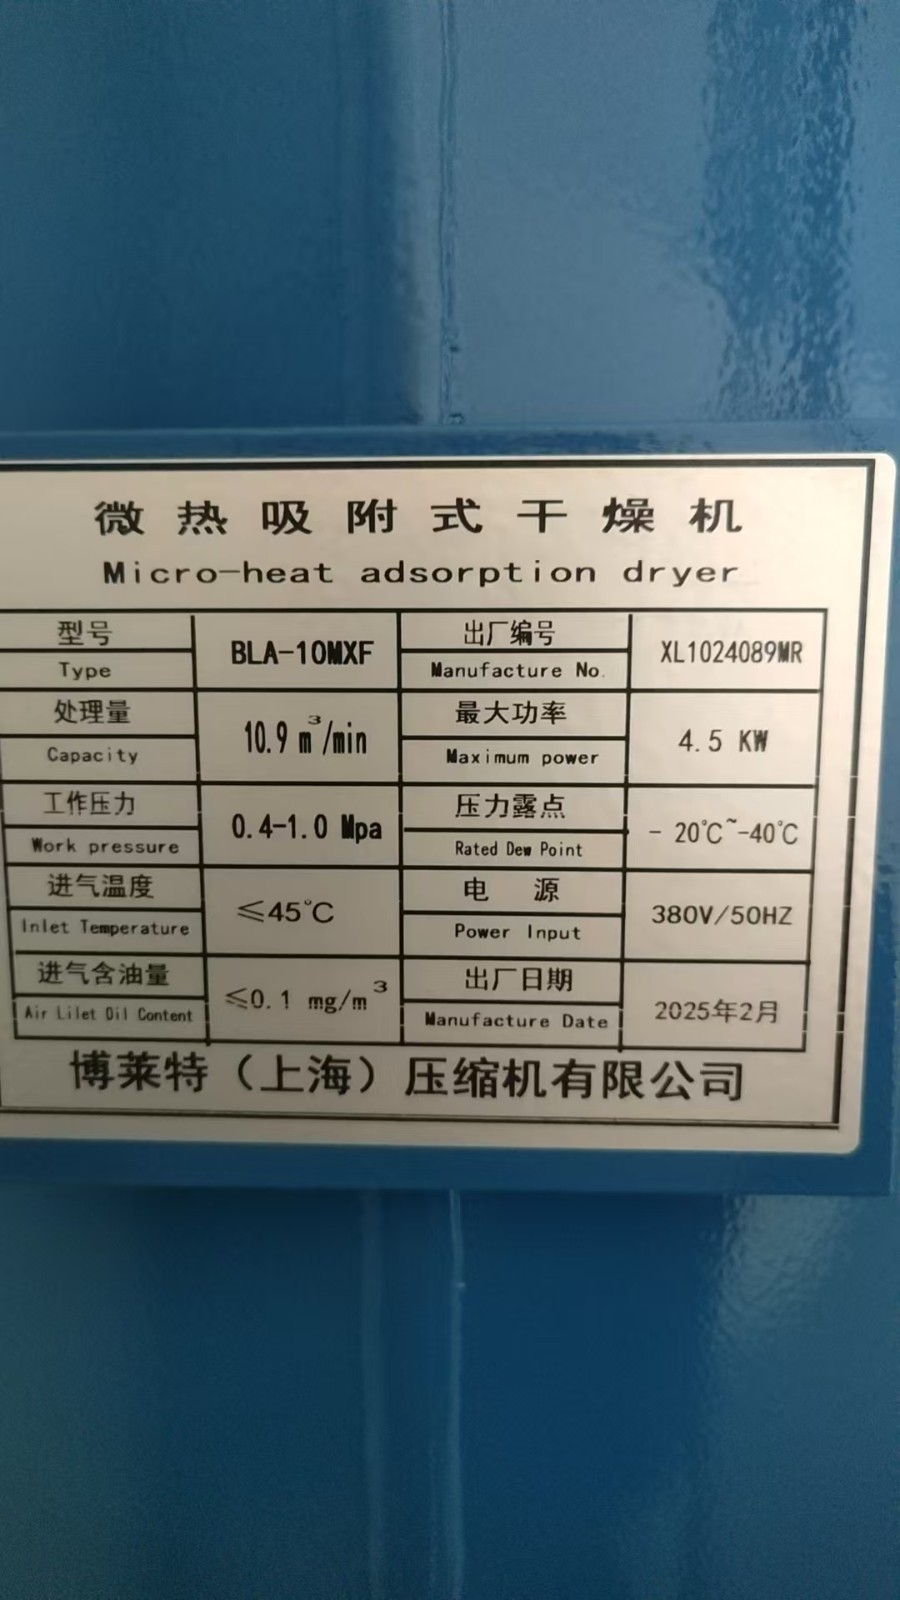 微热吸附式干燥机
Micro-heat adsorption dryer
型号 Type BLA-10MXF 出厂编号 Manufacture No. XL1024089MR
处理量 Capacity 10.9 m³/min 最大功率 Maximum power 4.5 KW
工作压力 Work pressure 0.4-1.0 Mpa 压力露点 Rated Dew Point - 20℃~-40℃
进气温度 Inlet Temperature ≤45℃ 电 源 Power Input 380V/50HZ
进气含油量 Air Lilet Oil Content ≤0.1 mg/m³ 出厂日期 Manufacture Date 2025年2月
博莱特（上海）压缩机有限公司